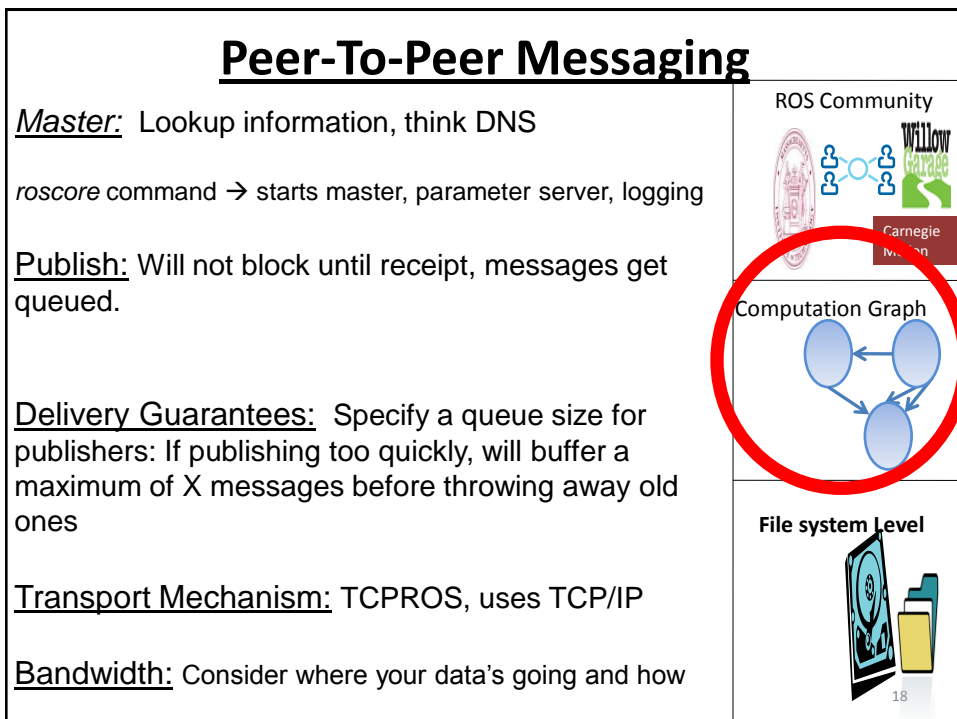 Peer-To-Peer Messaging
Master: Lookup information, think DNS
roscore command → starts master, parameter server, logging
Publish: Will not block until receipt, messages get
queued.
Delivery Guarantees: Specify a queue size for
publishers: If publishing too quickly, will buffer a
maximum of X messages before throwing away old
ones
Transport Mechanism: TCPROS, uses TCP/IP
Bandwidth: Consider where your data's going and how
ROS Community
Willow
Garage
Carnegie
Computation Graph
File system Level
18